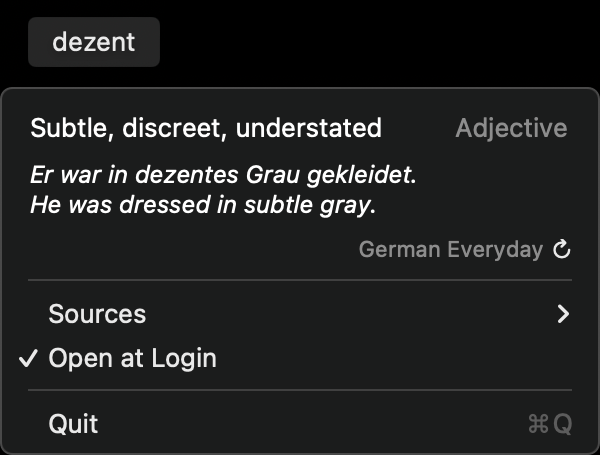 dezent
Subtle, discreet, understated Adjective
Er war in dezentes Grau gekleidet.
He was dressed in subtle gray.
German Everyday
Sources
✓ Open at Login
Quit ⌘Q